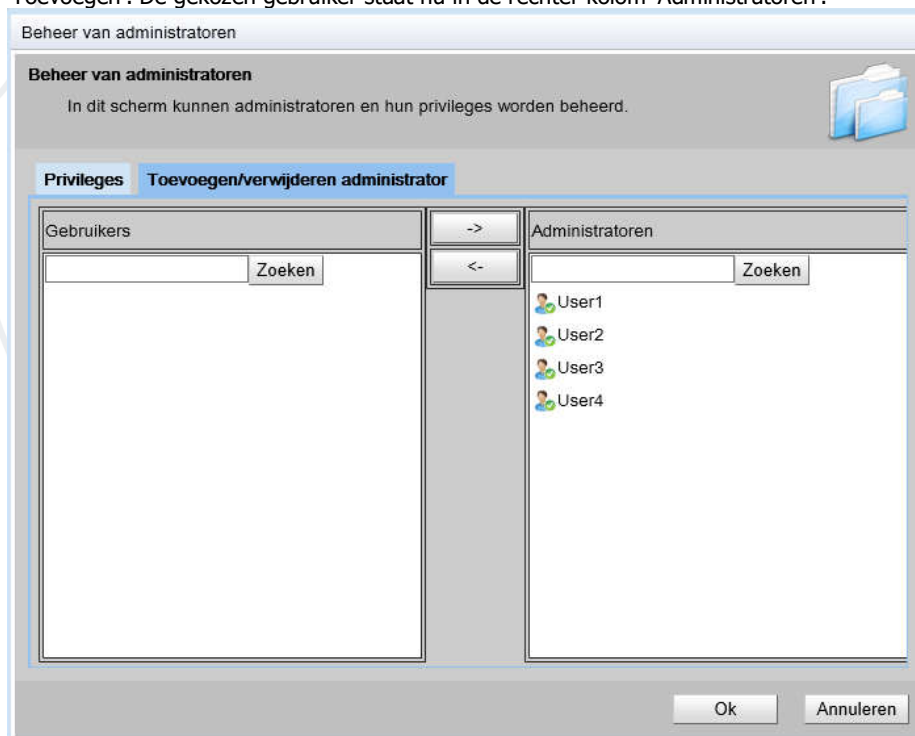 Toevoegen'. De gekozen gebruiker staat nu in de rechter kolom 'Administratoren'.
Beheer van administratoren
Beheer van administratoren
In dit scherm kunnen administratoren en hun privileges worden beheerd.
Privileges Toevoegen/verwijderen administrator
Gebruikers -> Administratoren
Zoeken <- Zoeken
User1
User2
User3
User4
Ok Annuleren